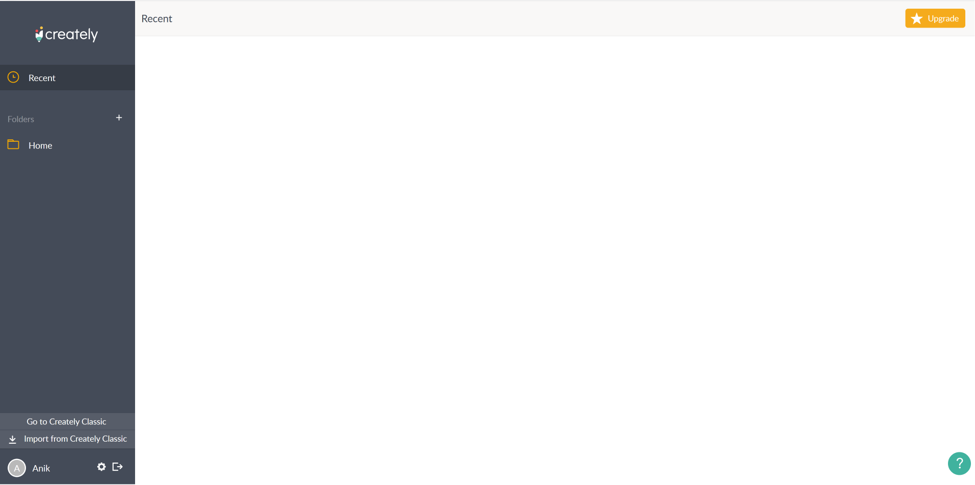 creately
Recent
Upgrade
Recent
Folders +
Home
Go to Creately Classic
Import from Creately Classic
A Anik
?